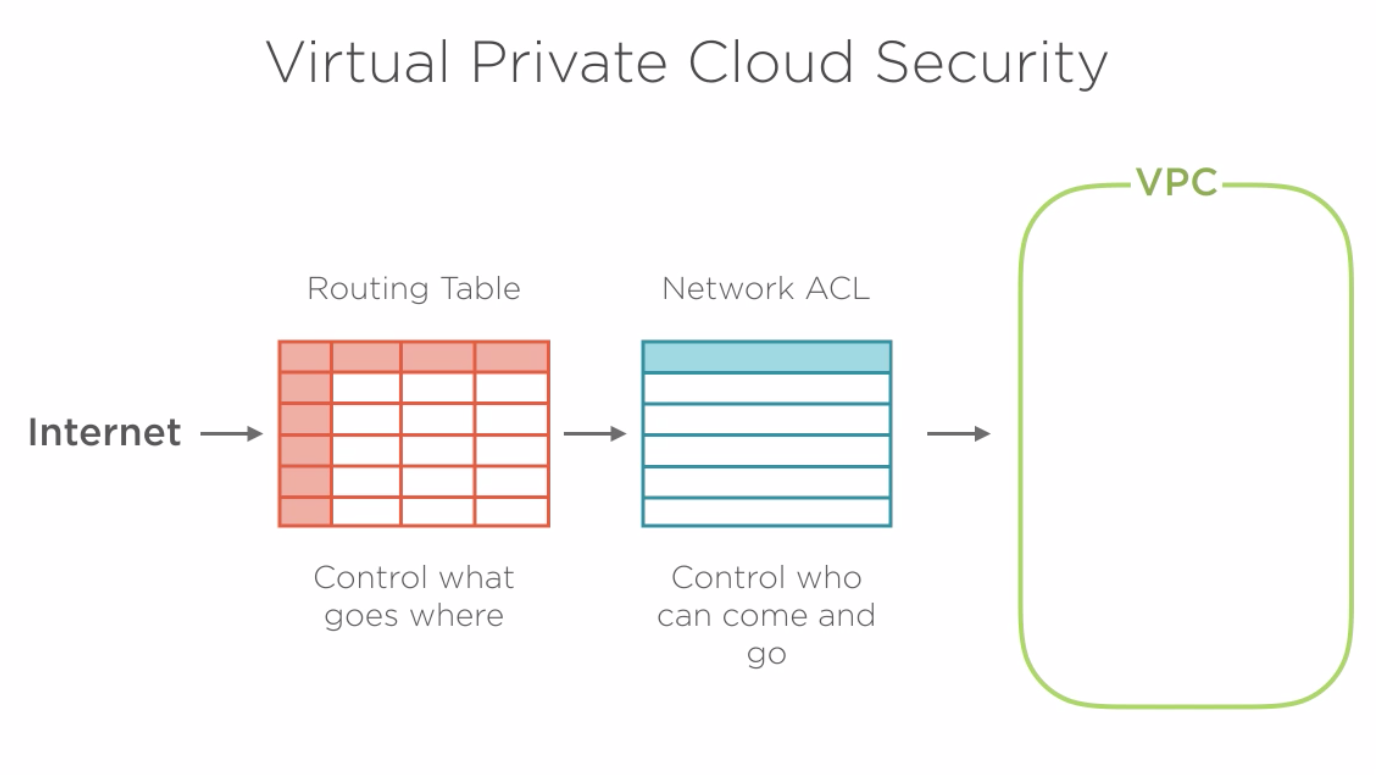 Virtual Private Cloud Security
VPC
Routing Table
Network ACL
Internet
Control what
goes where
Control who
can come and
go